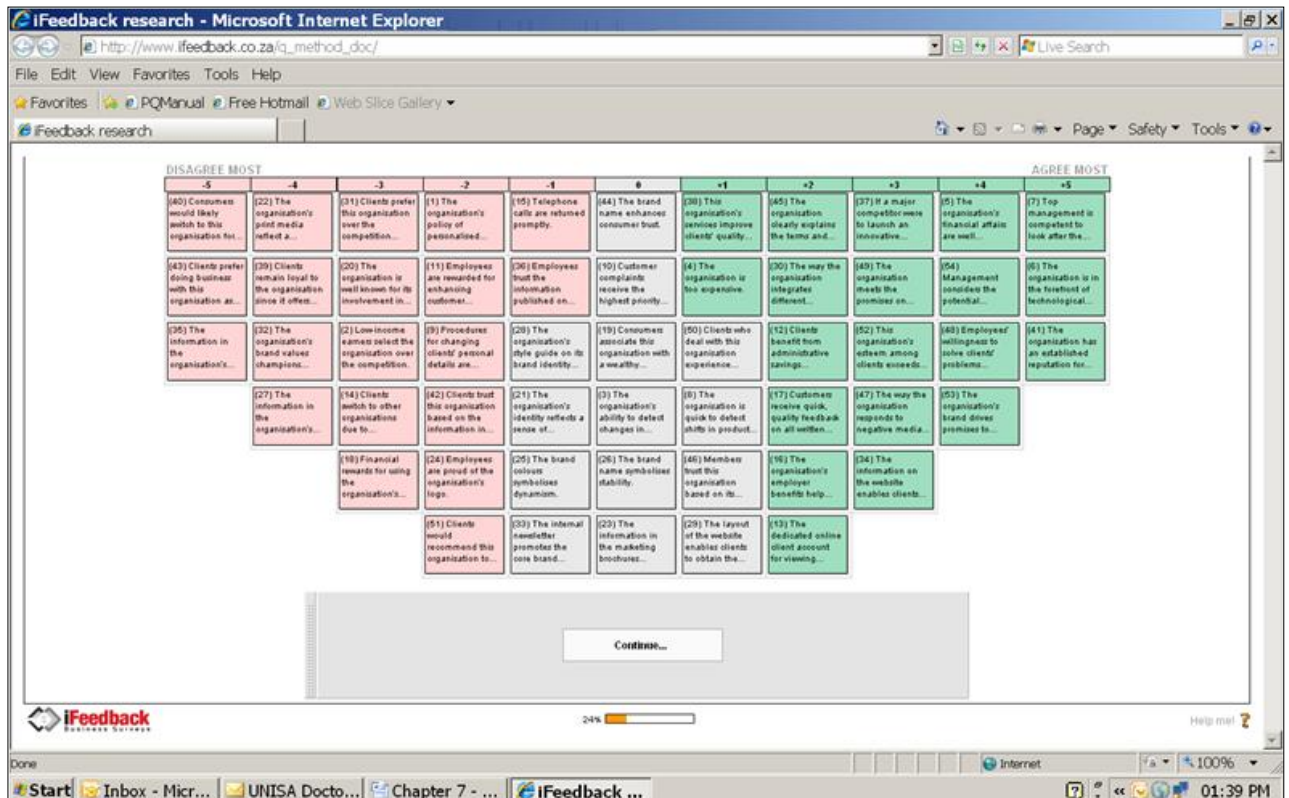 iFeedback research - Microsoft Internet Explorer
http://www.ifeedback.co.za/q_method_doc/
Live Search
File Edit View Favorites Tools Help
Favorites PQManual Free Hotmail Web Slice Gallery
iFeedback research
Page Safety Tools
DISAGREE MOST
AGREE MOST
-5 -4 -3 -2 -1 0 +1 +2 +3 +4 +5
(40) Consumers
would likely
switch to this
organisation for...
(22) The
organisation's
print media
reflect a...
(31) Clients prefer
this organisation
over the
competition...
(1) The
organisation's
policy of
personalised...
(15) Telephone
calls are returned
promptly.
(44) The brand
name enhances
consumer trust.
(38) This
organisation's
services improve
clients' quality...
(45) The
organisation
clearly explains
the terms and...
(37) If a major
competitor were
to launch an
innovative...
(5) The
organisation's
financial affairs
are well...
(7) Top
management is
competent to
look after the...
(43) Clients prefer
doing business
with this
organisation as...
(39) Clients
remain loyal to
the organisation
since it offers...
(20) The
organisation is
well known for its
involvement in...
(11) Employees
are rewarded for
enhancing
customer...
(36) Employees
trust the
information
published on...
(10) Customer
complaints
receive the
highest priority...
(4) The
organisation is
too expensive.
(30) The way the
organisation
integrates
different...
(49) The
organisation
meets the
promises on...
(54)
Management
considers the
potential...
(6) The
organisation is in
the forefront of
technological...
(35) The
information in
the
organisation's...
(32) The
organisation's
brand values
champions...
(2) Low income
earners select the
organisation over
the competition.
(9) Procedures
for changing
clients' personal
details are...
(28) The
organisation's
style guide on its
brand identity...
(19) Consumers
associate this
organisation with
a wealthy...
(50) Clients who
deal with this
organisation
experience...
(12) Clients
benefit from
administrative
savings...
(52) This
organisation's
esteem among
clients exceeds...
(48) Employees'
willingness to
solve clients'
problems...
(41) The
organisation has
an established
reputation for...
(27) The
information in
the
organisation's...
(14) Clients
switch to other
organisations
due to...
(42) Clients trust
this organisation
based on the
information in...
(21) The
organisation's
identity reflects a
sense of...
(3) The
organisation's
ability to detect
changes in...
(8) The
organisation is
quick to detect
shifts in product...
(17) Customers
receive quick,
quality feedback
on all written...
(47) The way the
organisation
responds to
negative media...
(53) The
organisation's
brand drives
promises to...
(18) Financial
rewards for using
the
organisation's...
(24) Employees
are proud of the
organisation's
logo.
(25) The brand
colours
symbolises
dynamism.
(26) The brand
name symbolises
stability.
(46) Members
trust this
organisation
based on its...
(16) The
organisation's
employer
benefits help...
(34) The
information on
the website
enables clients...
(51) Clients
would
recommend this
organisation to...
(33) The internal
newsletter
promotes the
core brand...
(23) The
information in
the marketing
brochures...
(29) The layout
of the website
enables clients
to obtain the...
(13) The
dedicated online
client account
for viewing...
Continue...
iFeedback
Business Surveys
24%
Help me!
Done
Internet
100%
Start Inbox - Micr... UNISA Docto... Chapter 7 - ... iFeedback ...
01:39 PM